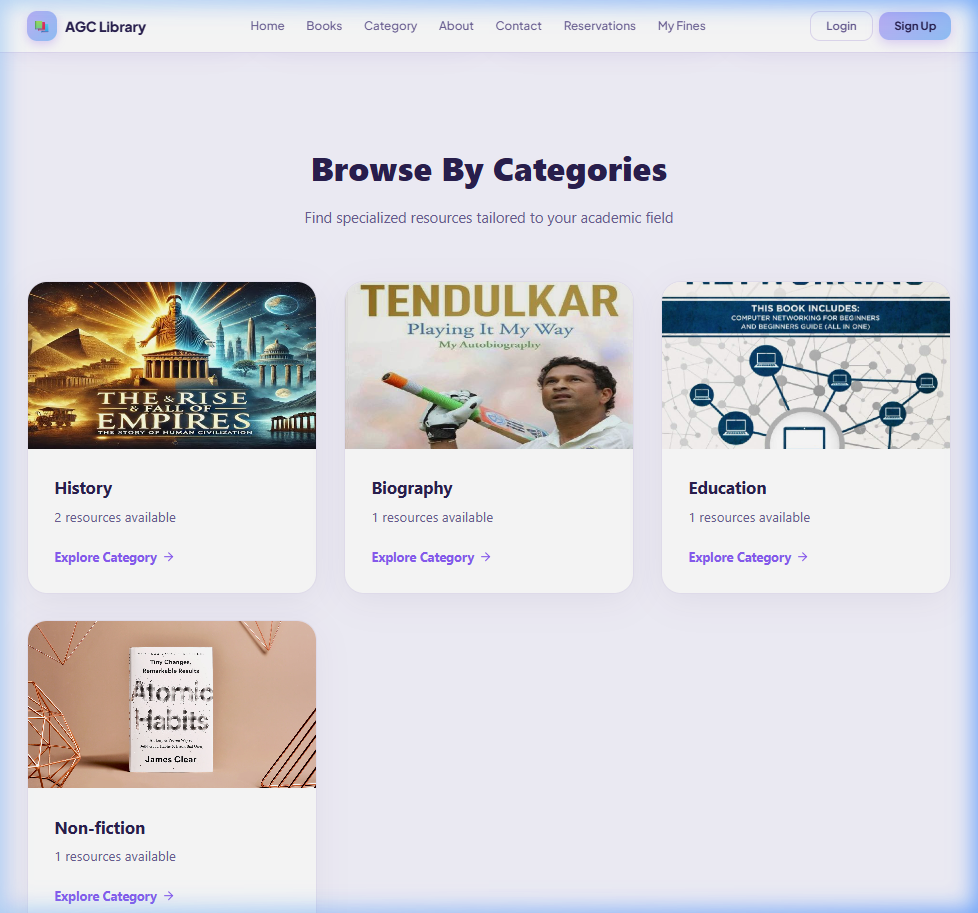 AGC Library
Home
Books
Category
About
Contact
Reservations
My Fines
Login
Sign Up
Browse By Categories
Find specialized resources tailored to your academic field
THE RISE
& FALL OF
EMPIRES
THE STORY OF HUMAN CIVILIZATION
History
2 resources available
Explore Category →
TENDULKAR
Playing It My Way
My Autobiography
Biography
1 resources available
Explore Category →
THIS BOOK INCLUDES:
COMPUTER NETWORKING FOR BEGINNERS
AND BEGINNERS GUIDE (ALL IN ONE)
Education
1 resources available
Explore Category →
Tiny Changes,
Remarkable Results
Atomic
Habits
James Clear
Non-fiction
1 resources available
Explore Category →